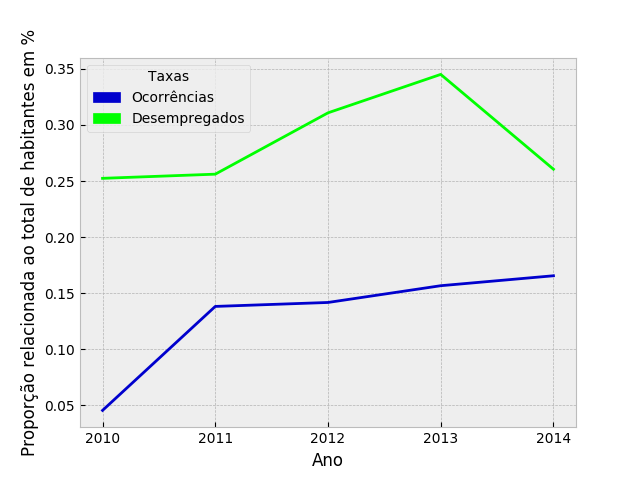 Proporção relacionada ao total de habitantes em %
0.35
0.30
0.25
0.20
0.15
0.10
0.05
Taxas
Ocorrências
Desempregados
2010 2011 2012 2013 2014
Ano